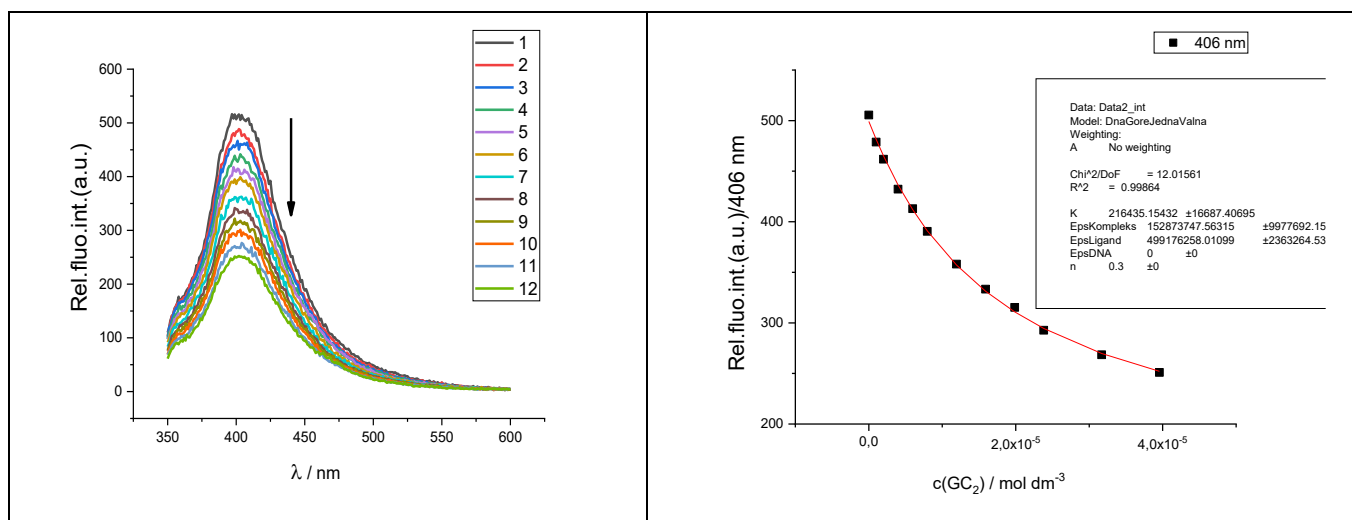 1
2
3
4
5
6
7
8
9
10
11
12
600
500
400
300
200
100
0
Rel.fluo.int.(a.u.)
350 400 450 500 550 600
λ / nm
406 nm
500
400
300
200
Rel.fluo.int.(a.u.)/406 nm
Data: Data2_int
Model: DnaGoreJednaValna
Weighting:
A No weighting
Chi^2/DoF = 12.01561
R^2 = 0.99864
K 216435.15432 ±16687.40695
EpsKompleks 152873747.56315 ±9977692.15
EpsLigand 499176258.01099 ±2363264.53
EpsDNA 0 ±0
n 0.3 ±0
0,0 2,0x10⁻⁵ 4,0x10⁻⁵
c(GC₂) / mol dm⁻³